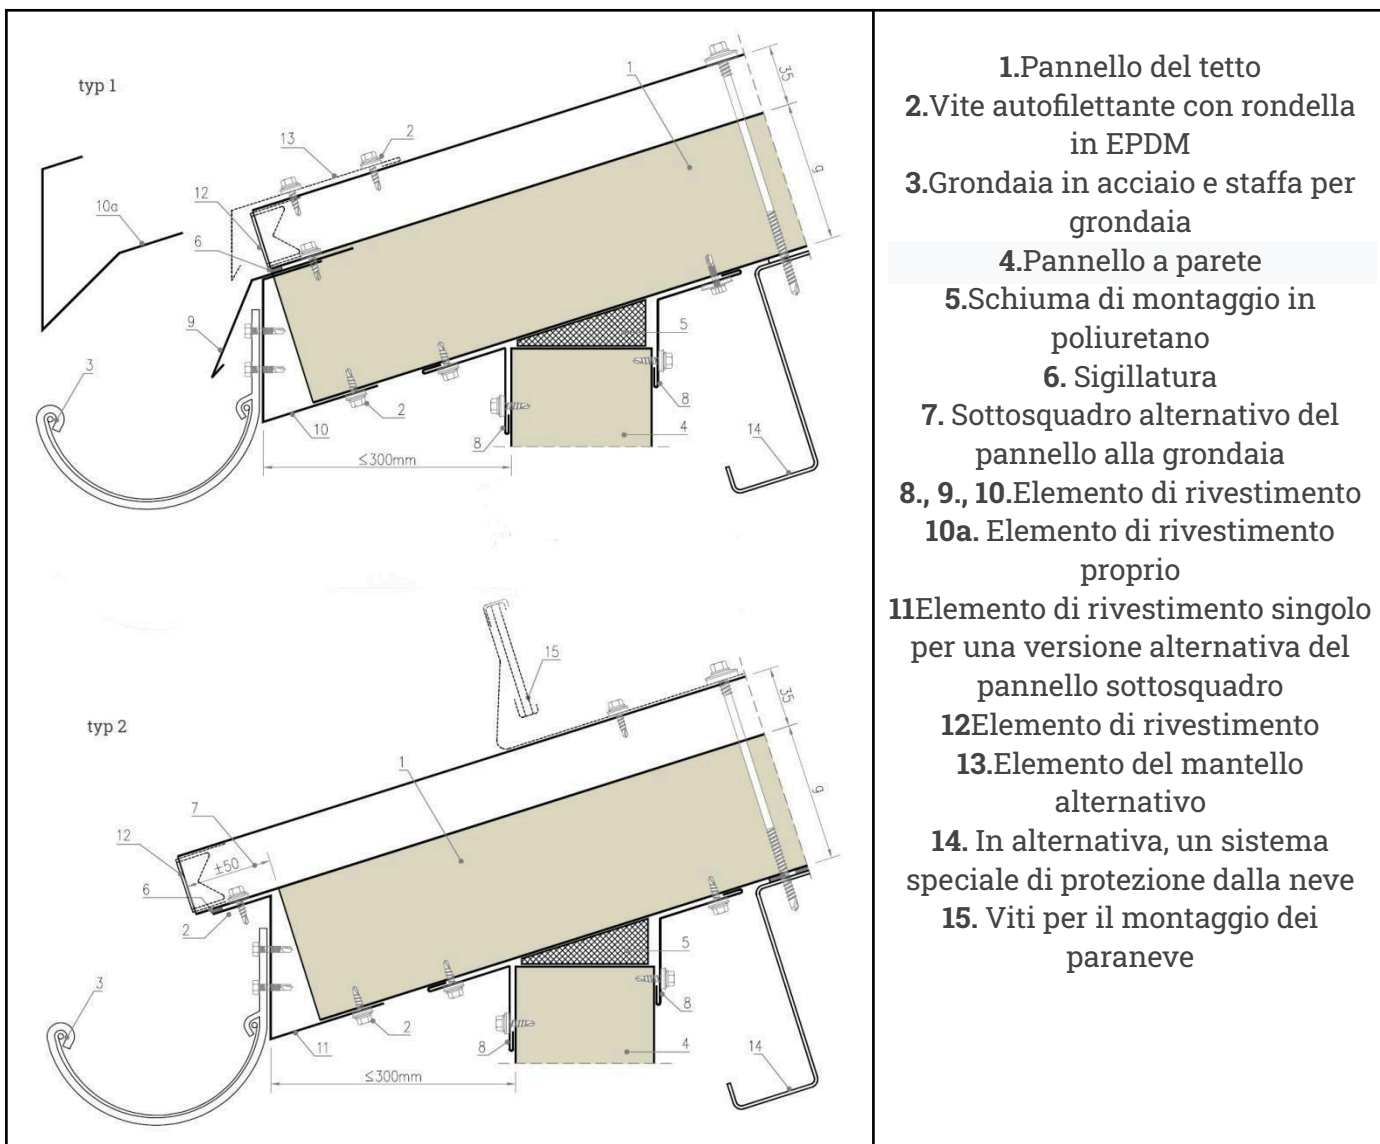 typ 1
1
35
2
13
g
12
10a
6
5
9
3
8
2
4
10
8
14
≤300mm
15
35
typ 2
1
g
7
12
±50
6
2
5
3
8
2
4
11
8
14
≤300mm
1.Pannello del tetto
2.Vite autofilettante con rondella
in EPDM
3.Grondaia in acciaio e staffa per
grondaia
4.Pannello a parete
5.Schiuma di montaggio in
poliuretano
6. Sigillatura
7. Sottosquadro alternativo del
pannello alla grondaia
8., 9., 10.Elemento di rivestimento
10a. Elemento di rivestimento
proprio
11Elemento di rivestimento singolo
per una versione alternativa del
pannello sottosquadro
12Elemento di rivestimento
13.Elemento del mantello
alternativo
14. In alternativa, un sistema
speciale di protezione dalla neve
15. Viti per il montaggio dei
paraneve